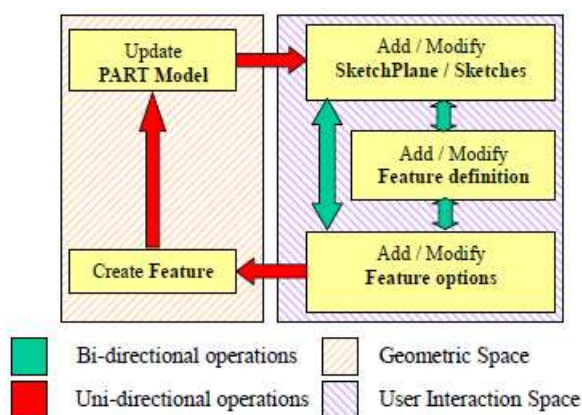 Update
PART Model
Add / Modify
SketchPlane / Sketches
Add / Modify
Feature definition
Create Feature
Add / Modify
Feature options
Bi-directional operations
Geometric Space
Uni-directional operations
User Interaction Space